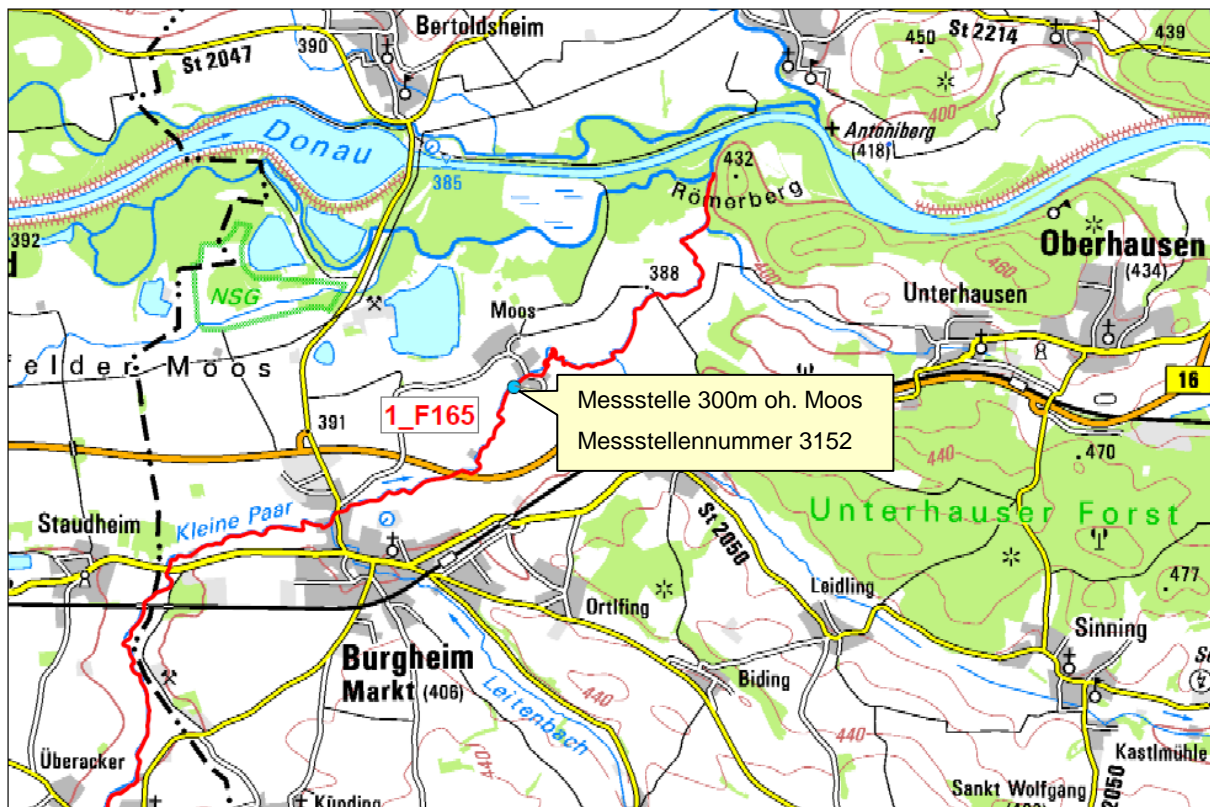 Bertoldsheim
390
St 2047
450
St 2214
439
400
Donau
Antoniberg
(418)
385
432
Römerberg
392
d
NSG
388
400
460
Oberhausen
(434)
Unterhausen
Moos
felder Moos
16
Messstelle 300m oh. Moos
Messstellennummer 3152
1_F165
391
440
470
Kleine Paar
Staudheim
St 2050
Unterhauser Forst
Leidling
477
Ortlfing
Sinning
Burgheim
Markt (406)
Leitenbach
Biding
440
440
440
Überacker
Kastlmühle
Sankt Wolfgang
2050